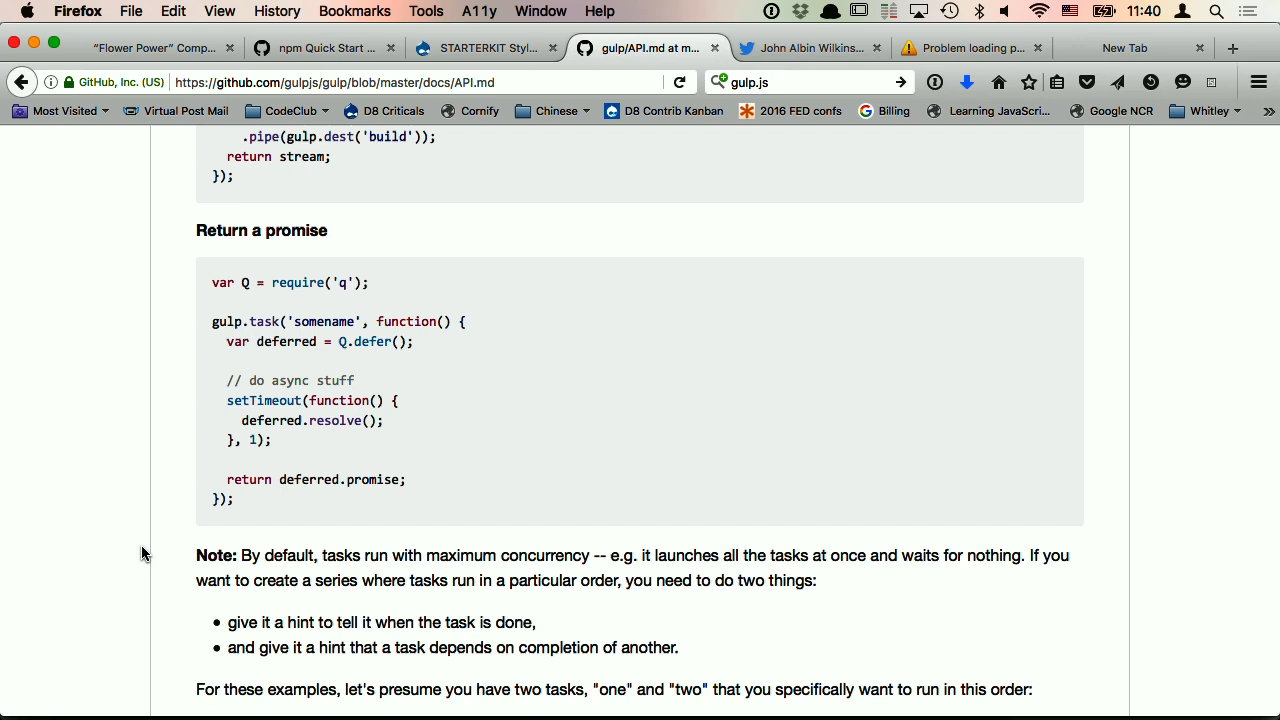 Firefox File Edit View History Bookmarks Tools A11y Window Help 11:40
“Flower Power” Comp... npm Quick Start ... STARTERKIT Styl... gulp/API.md at m... John Albin Wilkins... Problem loading p... New Tab
GitHub, Inc. (US) https://github.com/gulpjs/gulp/blob/master/docs/API.md gulp.js
Most Visited Virtual Post Mail CodeClub D8 Criticals Cornify Chinese D8 Contrib Kanban 2016 FED confs Billing Learning JavaScri... Google NCR Whitley
.pipe(gulp.dest('build'));
return stream;
});
Return a promise
var Q = require('q');
gulp.task('somename', function() {
var deferred = Q.defer();
// do async stuff
setTimeout(function() {
deferred.resolve();
}, 1);
return deferred.promise;
});
Note: By default, tasks run with maximum concurrency -- e.g. it launches all the tasks at once and waits for nothing. If you
want to create a series where tasks run in a particular order, you need to do two things:
• give it a hint to tell it when the task is done,
• and give it a hint that a task depends on completion of another.
For these examples, let's presume you have two tasks, "one" and "two" that you specifically want to run in this order: